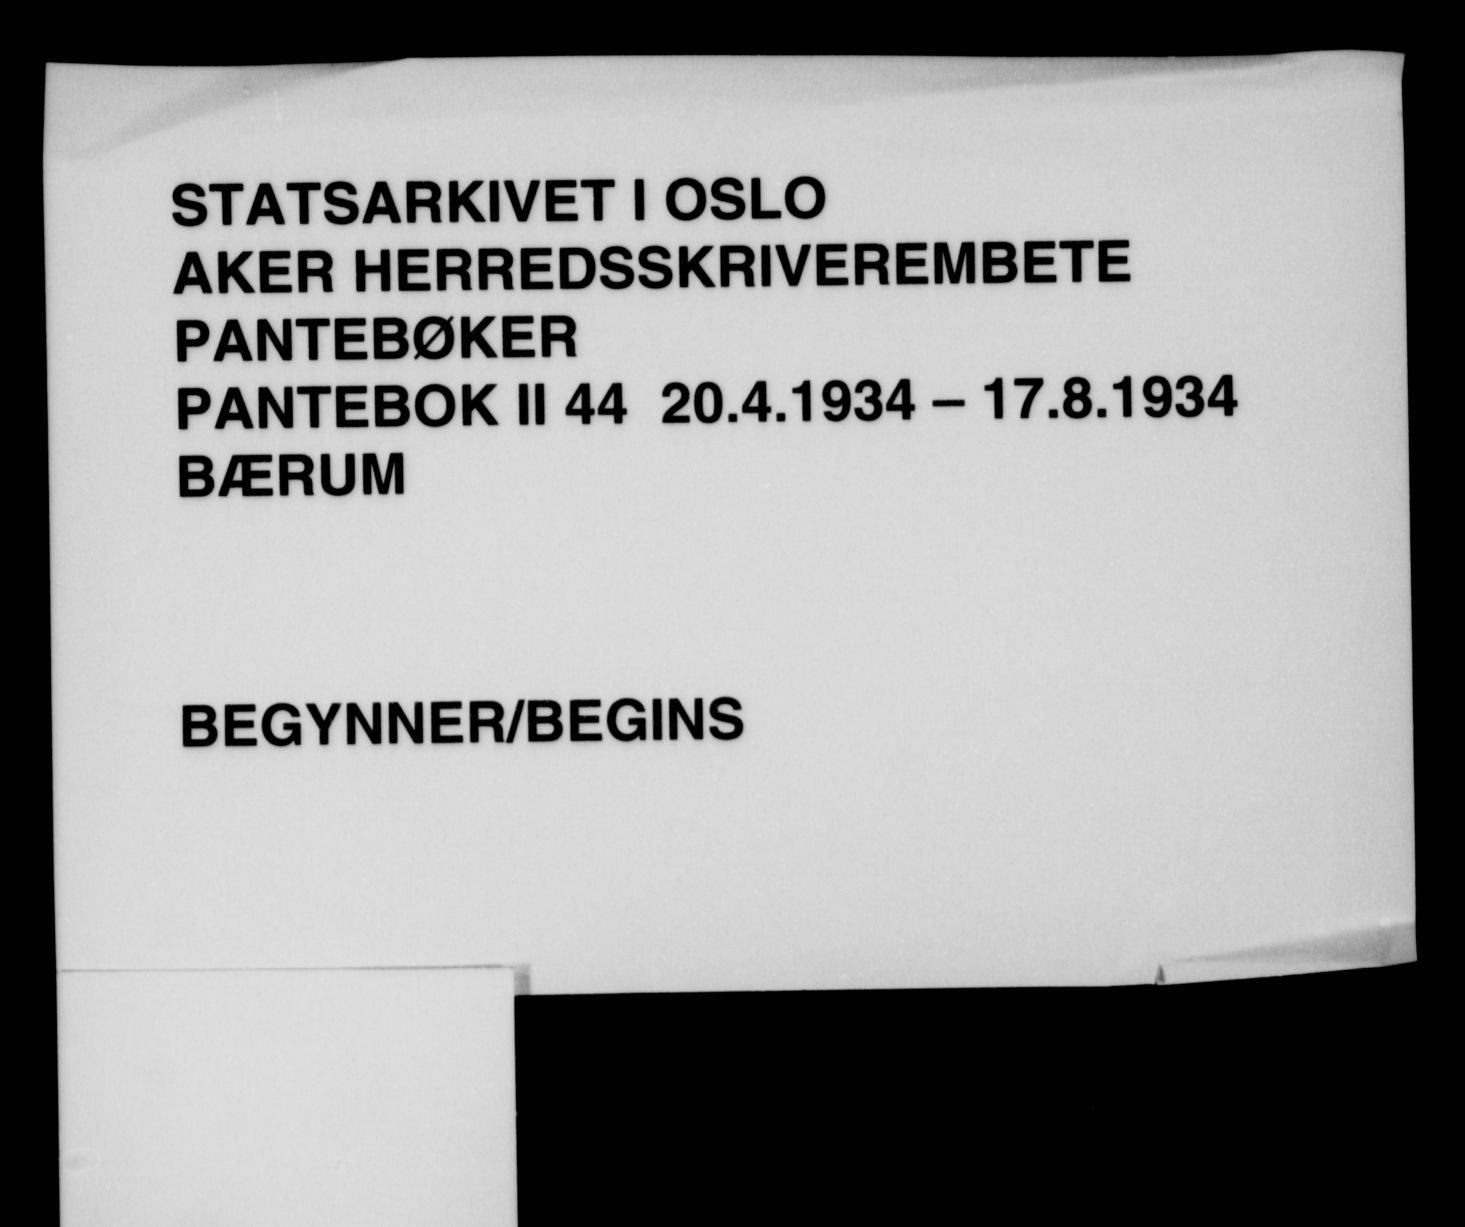 STATSARKIVET I OSLO
AKER HERREDSSKRIVEREMBETE
PANTEBØKER
PANTEBOK II 44 20.4.1934 – 17.8.1934
BÆRUM
BEGYNNER/BEGINS